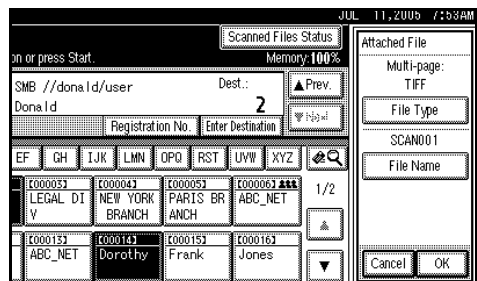 JUL 11,2005 7:53AM
Scanned Files Status
on or press Start.
Memory:100%
SMB //donald/user
Dest.:
▲Prev.
Donald
2
▼Next
Registration No.
Enter Destination
EF
GH
IJK
LMN
OPQ
RST
UVW
XYZ
[00003]
LEGAL DI
V
[00004]
NEW YORK
BRANCH
[00005]
PARIS BR
ANCH
[00006]
ABC_NET
1/2
[00013]
ABC_NET
[00014]
Dorothy
[00015]
Frank
[00016]
Jones
▲
▼
Attached File
Multi-page:
TIFF
File Type
SCAN001
File Name
Cancel
OK